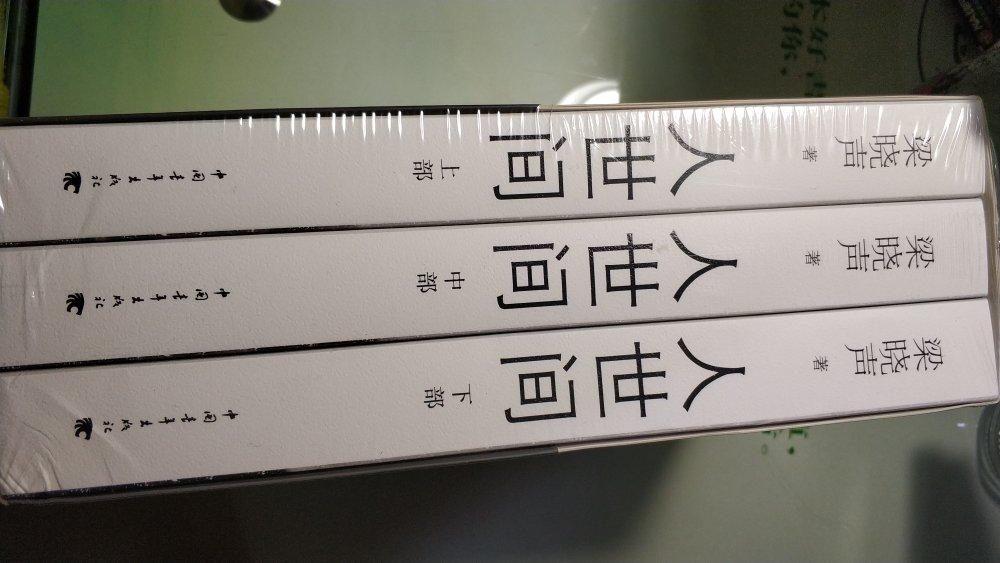 梁晓声 著
人世间
上部
中国青年出版社
梁晓声 著
人世间
中部
中国青年出版社
梁晓声 著
人世间
下部
中国青年出版社